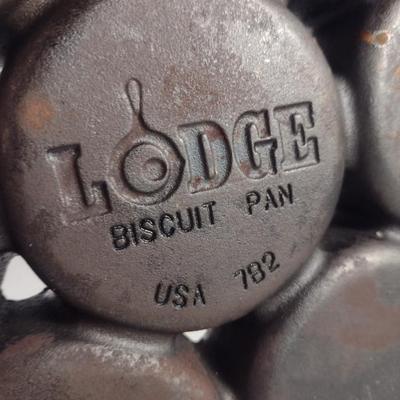 LODGE
BISCUIT PAN
USA 7B2